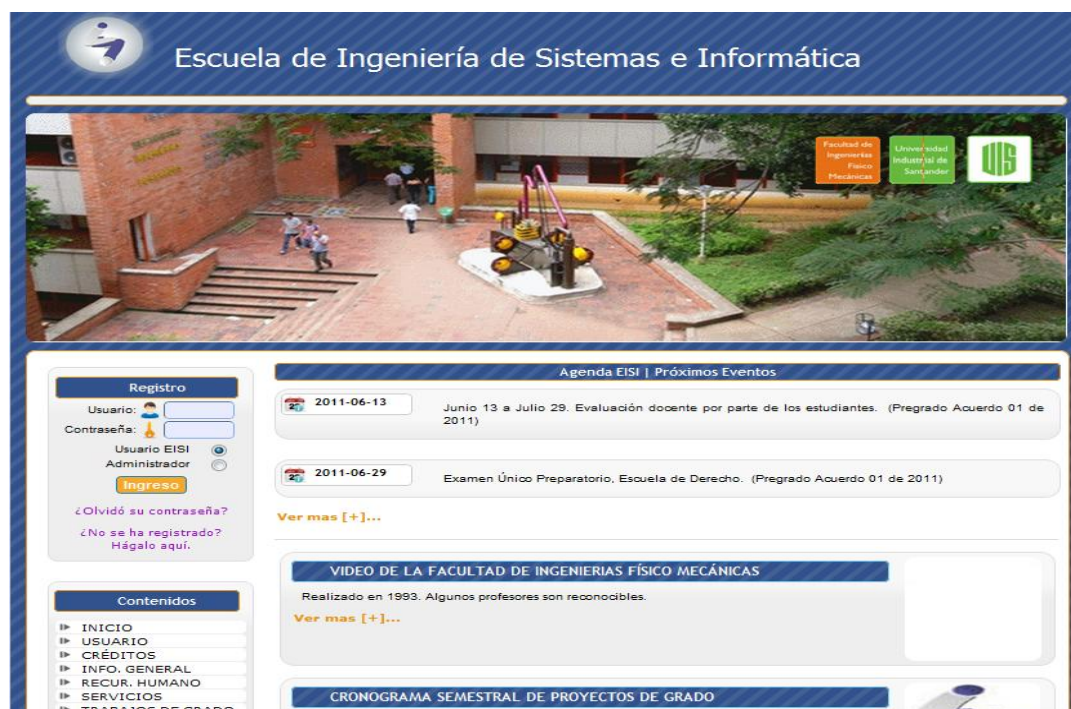 Escuela de Ingeniería de Sistemas e Informática
Facultad de
Ingenierías
Físico
Mecánicas
Universidad
Industrial de
Santander
UIS
Registro
Usuario:
Contraseña:
Usuario EISI
Administrador
Ingreso
¿Olvidó su contraseña?
¿No se ha registrado?
Hágalo aquí.
Contenidos
INICIO
USUARIO
CRÉDITOS
INFO. GENERAL
RECUR. HUMANO
SERVICIOS
TRABAJOS DE GRADO
Agenda EISI | Próximos Eventos
2011-06-13
Junio 13 a Julio 29. Evaluación docente por parte de los estudiantes. (Pregrado Acuerdo 01 de
2011)
2011-06-29
Examen Único Preparatorio, Escuela de Derecho. (Pregrado Acuerdo 01 de 2011)
Ver mas [+]...
VIDEO DE LA FACULTAD DE INGENIERIAS FÍSICO MECÁNICAS
Realizado en 1993. Algunos profesores son reconocibles.
Ver mas [+]...
CRONOGRAMA SEMESTRAL DE PROYECTOS DE GRADO